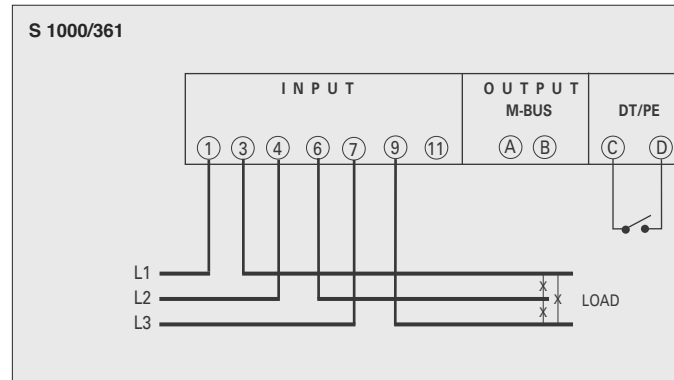 S 1000/361
INPUT
OUTPUT
M-BUS
DT/PE
1 3 4 6 7 9 11 A B C D
L1
L2
LOAD
L3